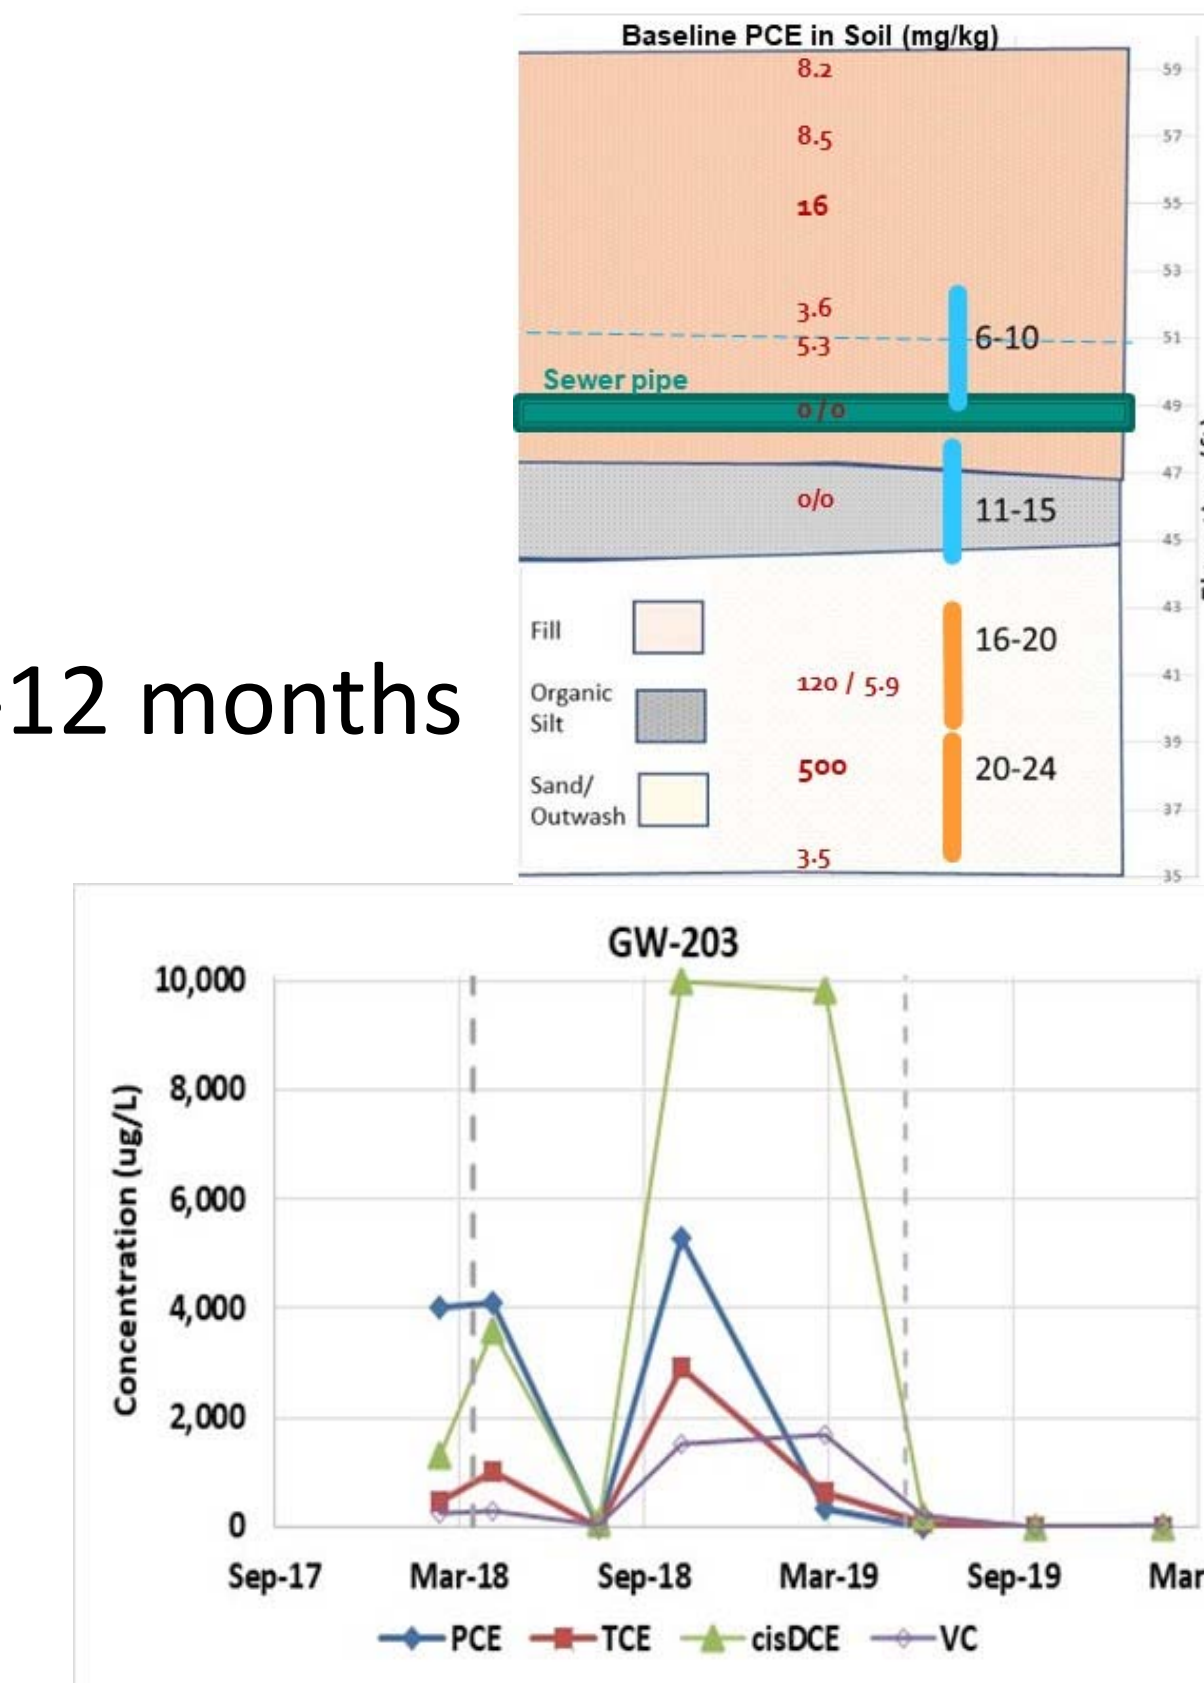 Baseline PCE in Soil (mg/kg)
8.2
59
8.5
57
16
55
53
3.6
5.3
6-10
51
Sewer pipe
0/0
49
47
0/0
11-15
45
43
Fill
16-20
Organic
Silt
120 / 5.9
41
12 months
39
500
20-24
Sand/
Outwash
37
3.5
35
GW-203
Concentration (ug/L)
10,000
8,000
6,000
4,000
2,000
0
Sep-17 Mar-18 Sep-18 Mar-19 Sep-19 Mar
PCE TCE cisDCE VC